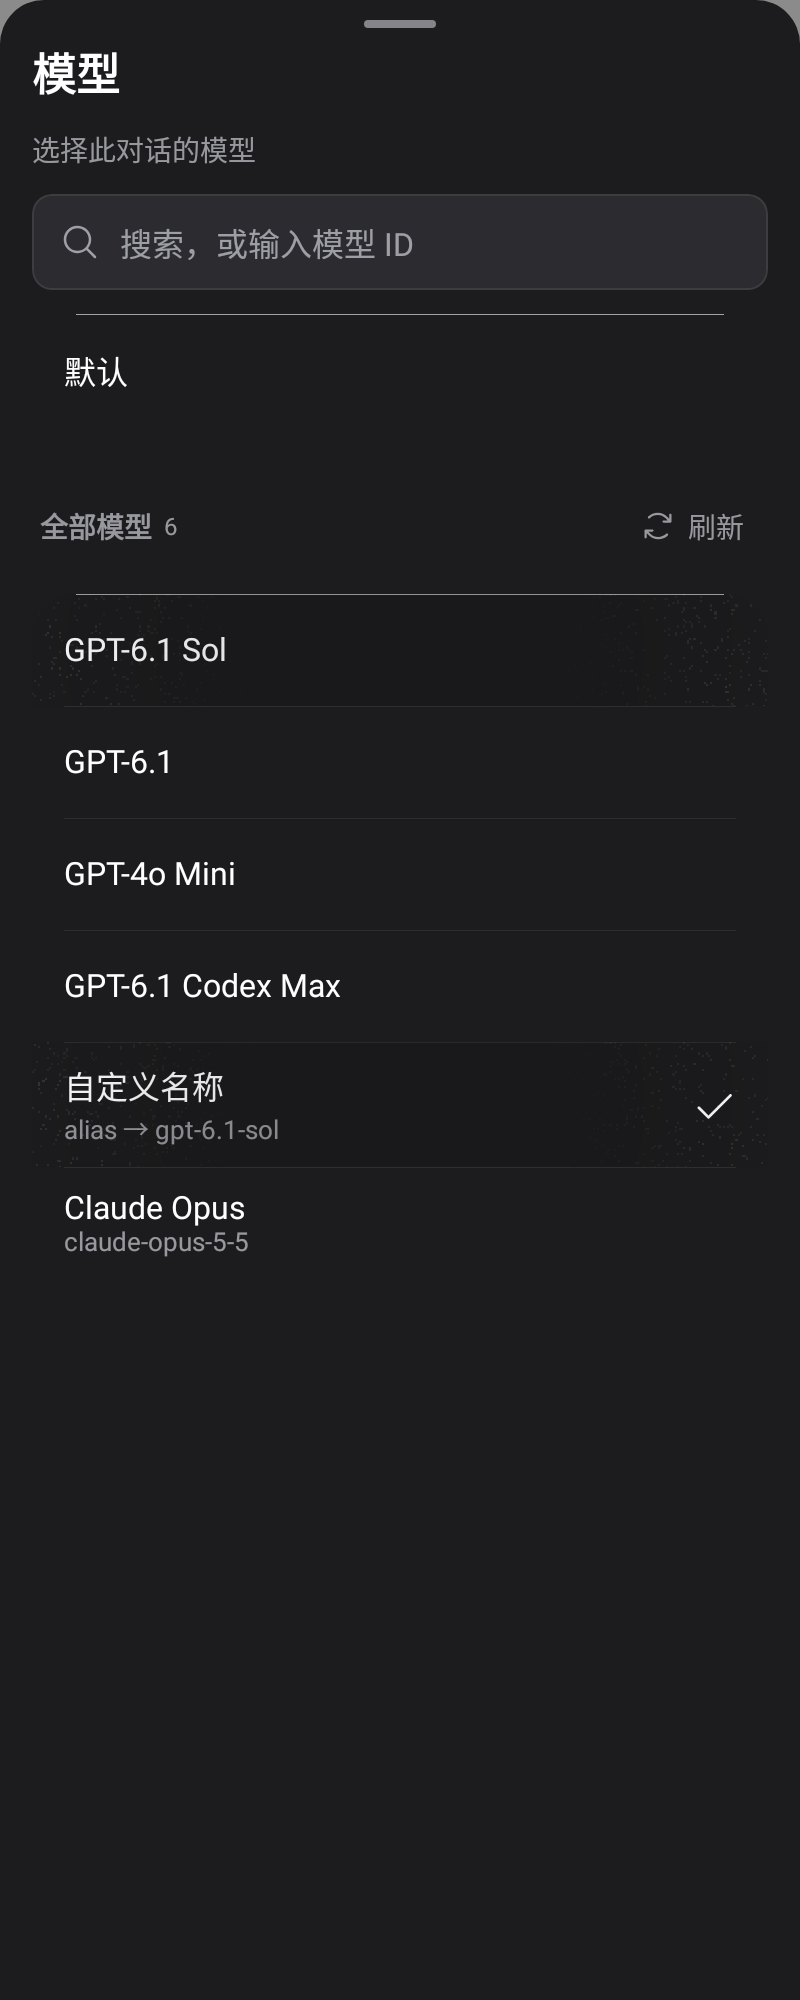 模型
选择此对话的模型
搜索，或输入模型 ID
默认
全部模型 6
刷新
GPT-6.1 Sol
GPT-6.1
GPT-4o Mini
GPT-6.1 Codex Max
自定义名称
alias → gpt-6.1-sol
Claude Opus
claude-opus-5-5